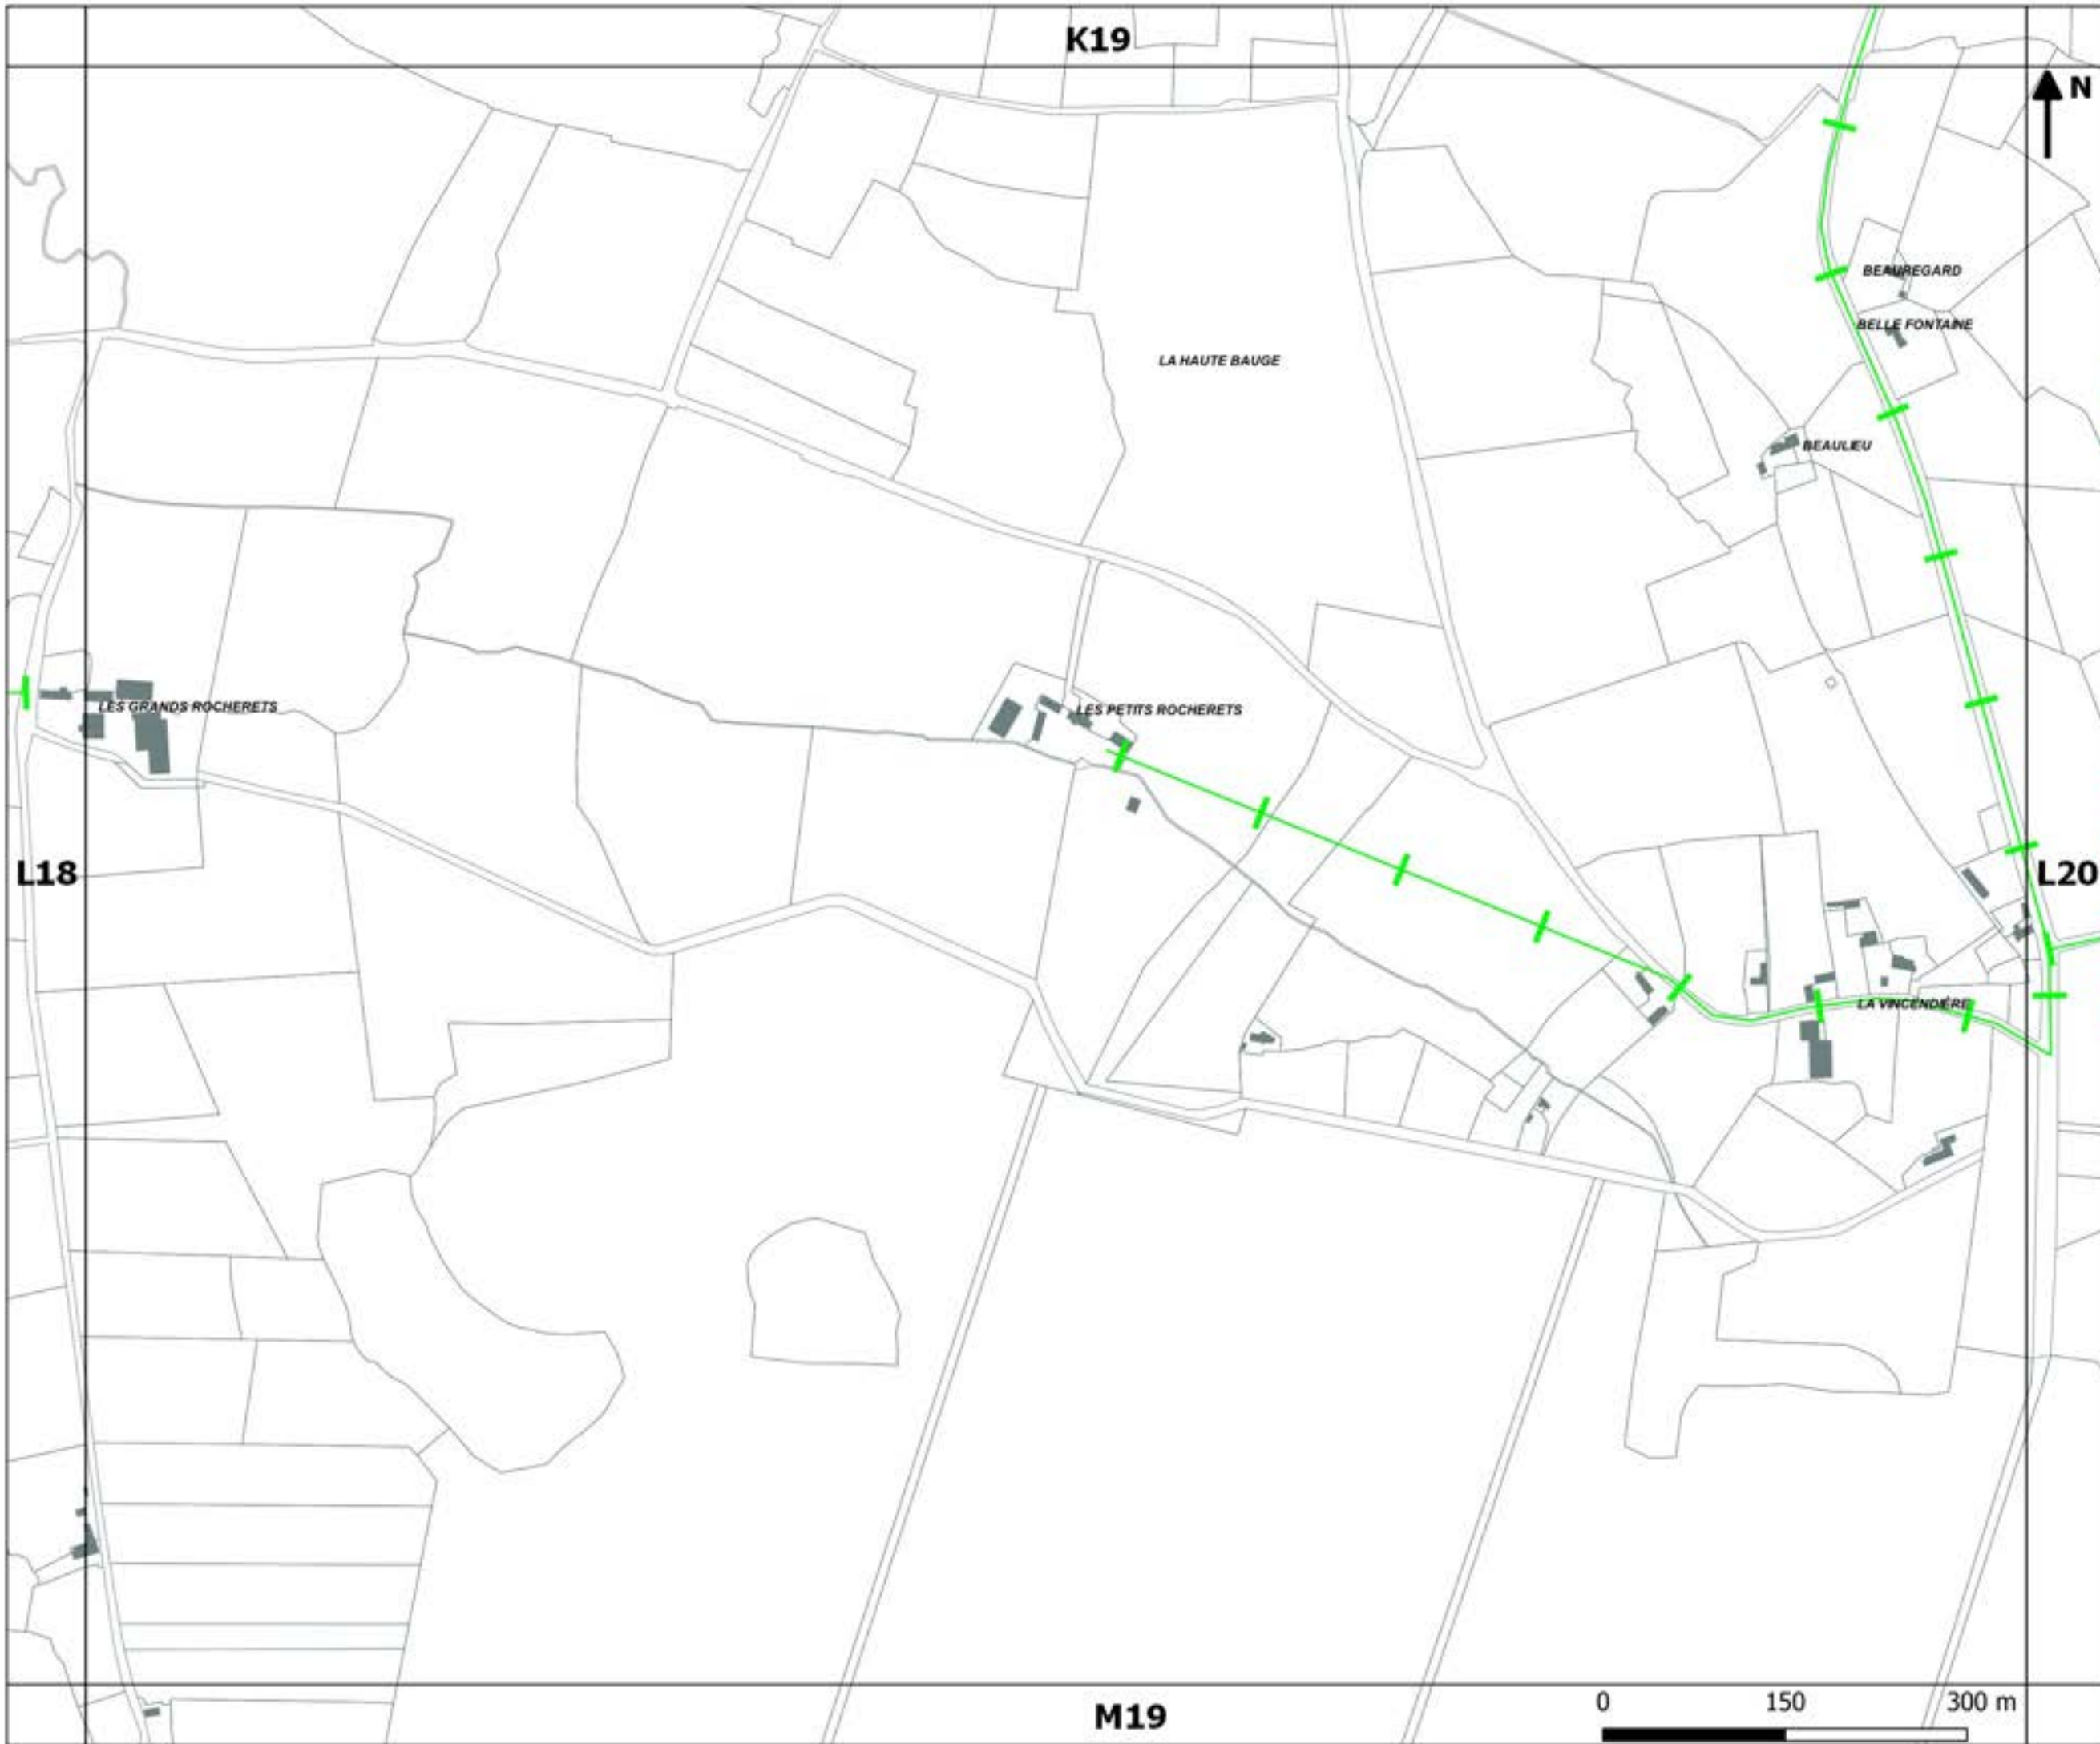 K19
N
BEAUREGARD
BELLE FONTAINE
LA HAUTE BAUGE
BEAULIEU
LES GRANDS ROCHERETS
LES PETITS ROCHERETS
L18
L20
LA VINCENDIÈRE
0 150 300 m
M19